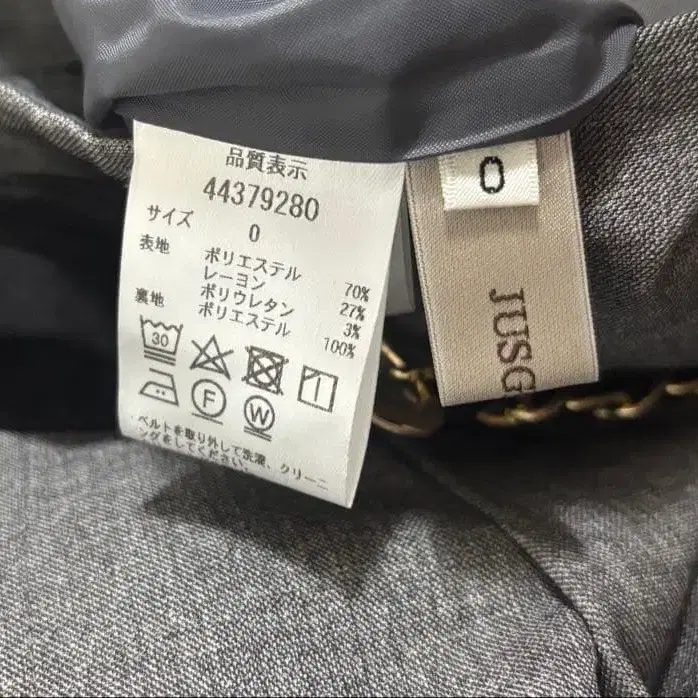 品質表示
44379280
サイズ 0
表地 ポリエステル 70%
レーヨン 27%
ポリウレタン 3%
裏地 ポリエステル 100%
30
F
W
ベルトを取り外して洗濯、クリーニ
ングをしてください。
0
JUSG